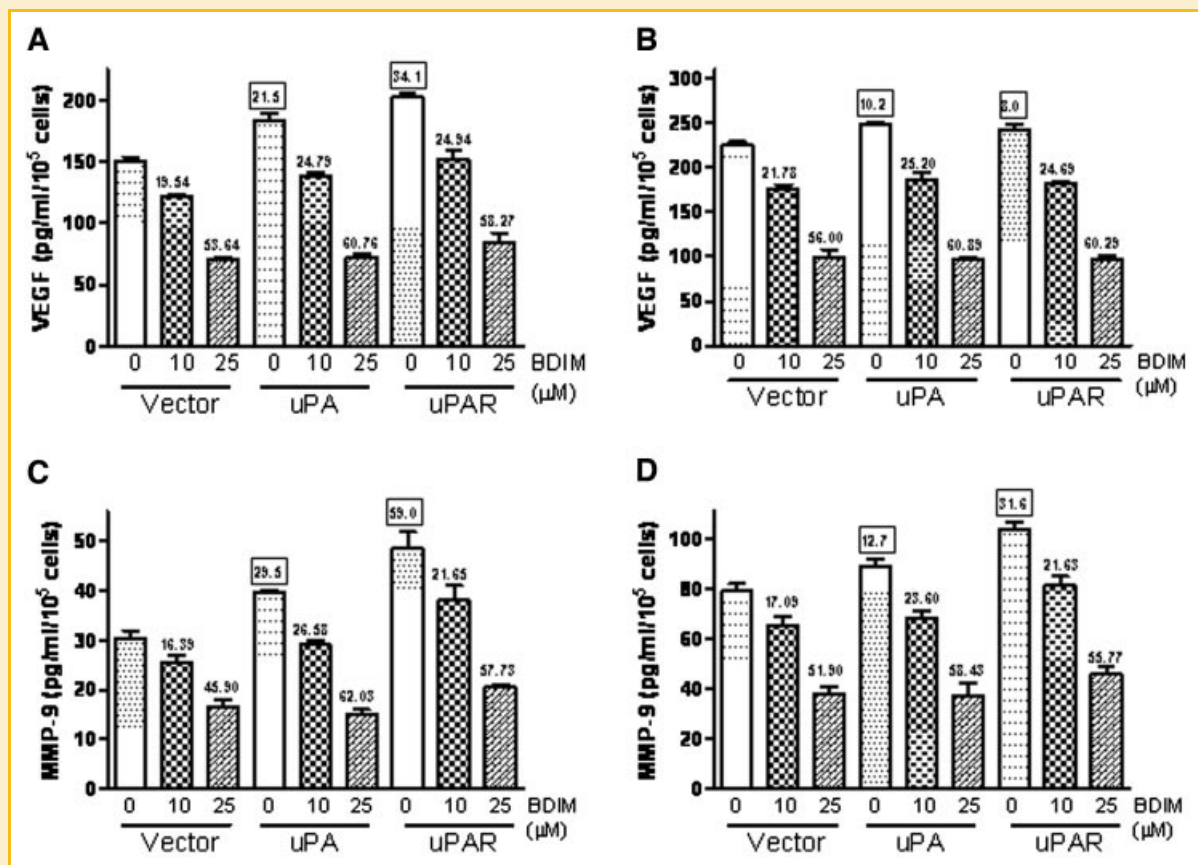 A
VEGF (pg/ml/10⁵ cells)
200
150
100
50
0
19.54
53.64
21.5
24.79
60.76
34.1
24.94
58.27
0 10 25 0 10 25 0 10 25 BDIM
(µM)
Vector uPA uPAR
B
VEGF (pg/ml/10⁵ cells)
300
250
200
150
100
50
0
21.78
56.00
10.2
25.20
60.89
8.0
24.69
60.29
0 10 25 0 10 25 0 10 25 BDIM
(µM)
Vector uPA uPAR
C
MMP-9 (pg/ml/10⁵ cells)
50
40
30
20
10
0
16.39
45.90
29.5
26.58
62.03
59.0
21.65
57.73
0 10 25 0 10 25 0 10 25 BDIM
(µM)
Vector uPA uPAR
D
MMP-9 (pg/ml/10⁵ cells)
100
80
60
40
20
0
17.09
51.90
12.7
23.60
58.43
31.6
21.63
55.77
0 10 25 0 10 25 0 10 25 BDIM
(µM)
Vector uPA uPAR